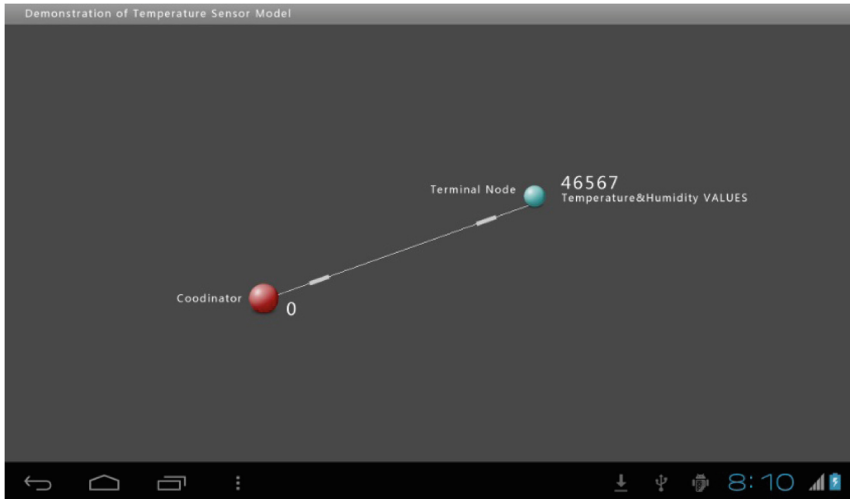 Demonstration of Temperature Sensor Model
Terminal Node
46567
Temperature&Humidity VALUES
Coodinator
0
8:10